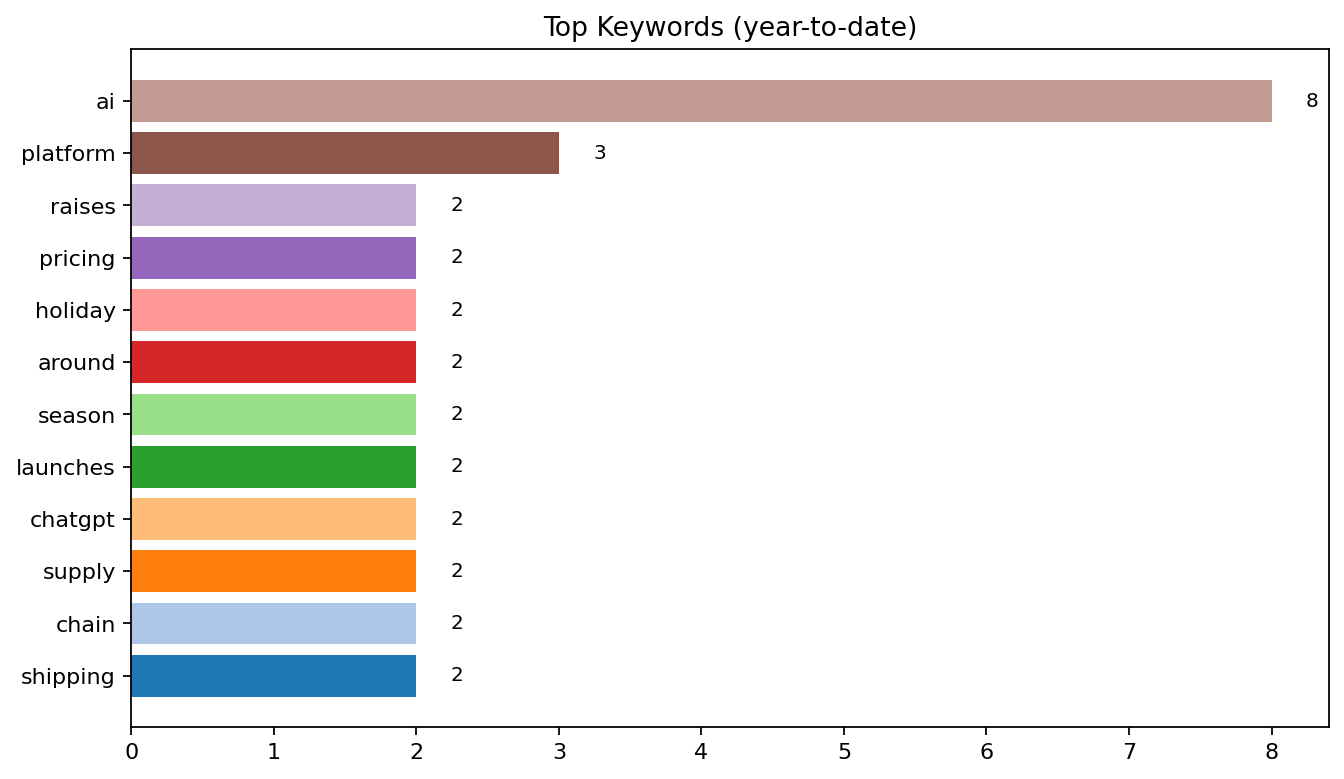 Top Keywords (year-to-date)
ai 8
platform 3
raises 2
pricing 2
holiday 2
around 2
season 2
launches 2
chatgpt 2
supply 2
chain 2
shipping 2
0 1 2 3 4 5 6 7 8